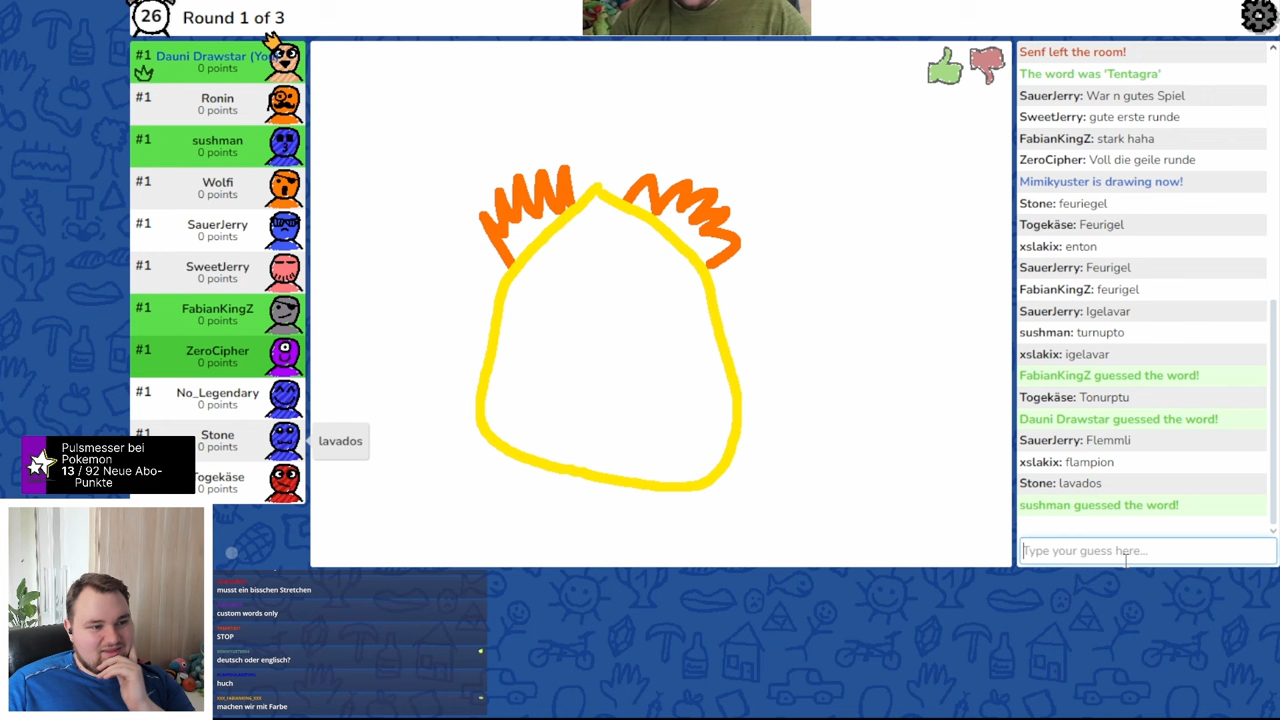 26
Round 1 of 3
#1 Dauni Drawstar (You)
0 points
#1 Ronin
0 points
#1 sushman
0 points
#1 Wolfi
0 points
#1 SauerJerry
0 points
#1 SweetJerry
0 points
#1 FabianKingZ
0 points
#1 ZeroCipher
0 points
#1 No_Legendary
0 points
#1 Stone
0 points
Togekäse
0 points
lavados
Pulsmesser bei
Pokemon
13 / 92 Neue Abo-
Punkte
Senf left the room!
The word was 'Tentagra'
SauerJerry: War n gutes Spiel
SweetJerry: gute erste runde
FabianKingZ: stark haha
ZeroCipher: Voll die geile runde
Mimikyuster is drawing now!
Stone: feuriegel
Togekäse: Feurigel
xslakix: enton
SauerJerry: Feurigel
FabianKingZ: feurigel
SauerJerry: Igelavar
sushman: turnupto
xslakix: igelavar
FabianKingZ guessed the word!
Togekäse: Tonurptu
Dauni Drawstar guessed the word!
SauerJerry: Flemmli
xslakix: flampion
Stone: lavados
sushman guessed the word!
Type your guess here...
musst ein bisschen Stretchen
custom words only
STOP
deutsch oder englisch?
huch
machen wir mit Farbe